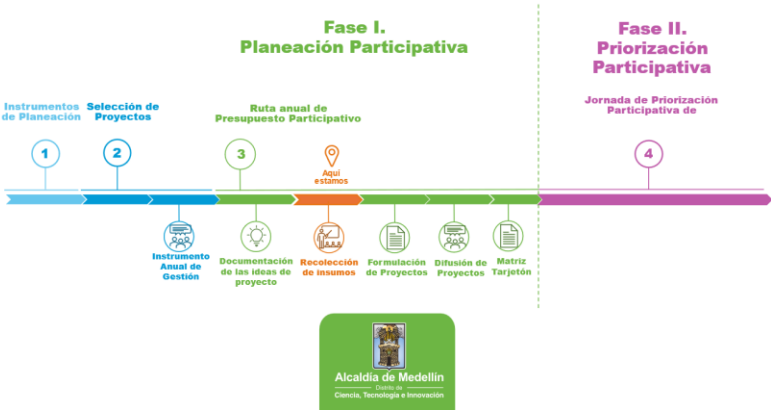 Fase I.
Planeación Participativa
Fase II.
Priorización
Participativa
Instrumentos
de Planeación
Selección de
Proyectos
Ruta anual de
Presupuesto Participativo
Jornada de Priorización
Participativa de
1
2
3
Aquí
estamos
4
Instrumento
Anual de
Gestión
Documentación
de las ideas de
proyecto
Recolección
de insumos
Formulación
de Proyectos
Difusión de
Proyectos
Matriz
Tarjetón
Alcaldía de Medellín
Distrito de
Ciencia, Tecnología e Innovación